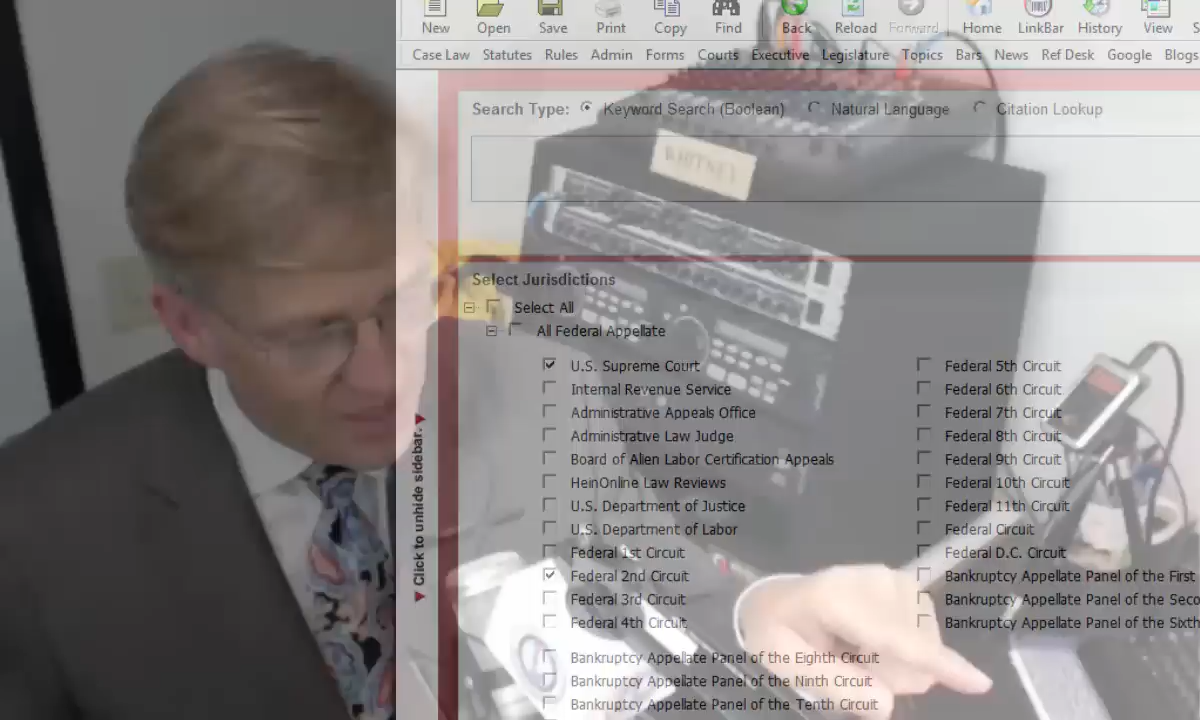 New Open Save Print Copy Find Back Reload Forward Home LinkBar History View
Case Law Statutes Rules Admin Forms Courts Executive Legislature Topics Bars News Ref Desk Google Blogs
Search Type: Keyword Search (Boolean) Natural Language Citation Lookup
WHITNEY
Select Jurisdictions
Select All
All Federal Appellate
U.S. Supreme Court Federal 5th Circuit
Internal Revenue Service Federal 6th Circuit
Administrative Appeals Office Federal 7th Circuit
Administrative Law Judge Federal 8th Circuit
Board of Alien Labor Certification Appeals Federal 9th Circuit
HeinOnline Law Reviews Federal 10th Circuit
U.S. Department of Justice Federal 11th Circuit
U.S. Department of Labor Federal Circuit
Federal 1st Circuit Federal D.C. Circuit
Federal 2nd Circuit Bankruptcy Appellate Panel of the First
Federal 3rd Circuit Bankruptcy Appellate Panel of the Seco
Federal 4th Circuit Bankruptcy Appellate Panel of the Sixth
Bankruptcy Appellate Panel of the Eighth Circuit
Bankruptcy Appellate Panel of the Ninth Circuit
Bankruptcy Appellate Panel of the Tenth Circuit
Click to unhide sidebar.